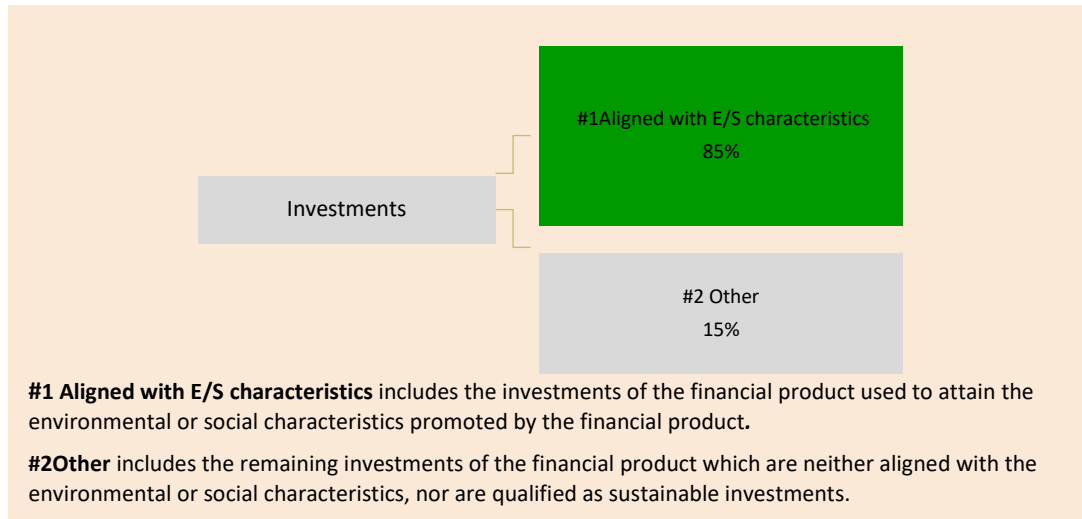 #1Aligned with E/S characteristics
85%
Investments
#2 Other
15%
#1 Aligned with E/S characteristics includes the investments of the financial product used to attain the
environmental or social characteristics promoted by the financial product.
#2Other includes the remaining investments of the financial product which are neither aligned with the
environmental or social characteristics, nor are qualified as sustainable investments.